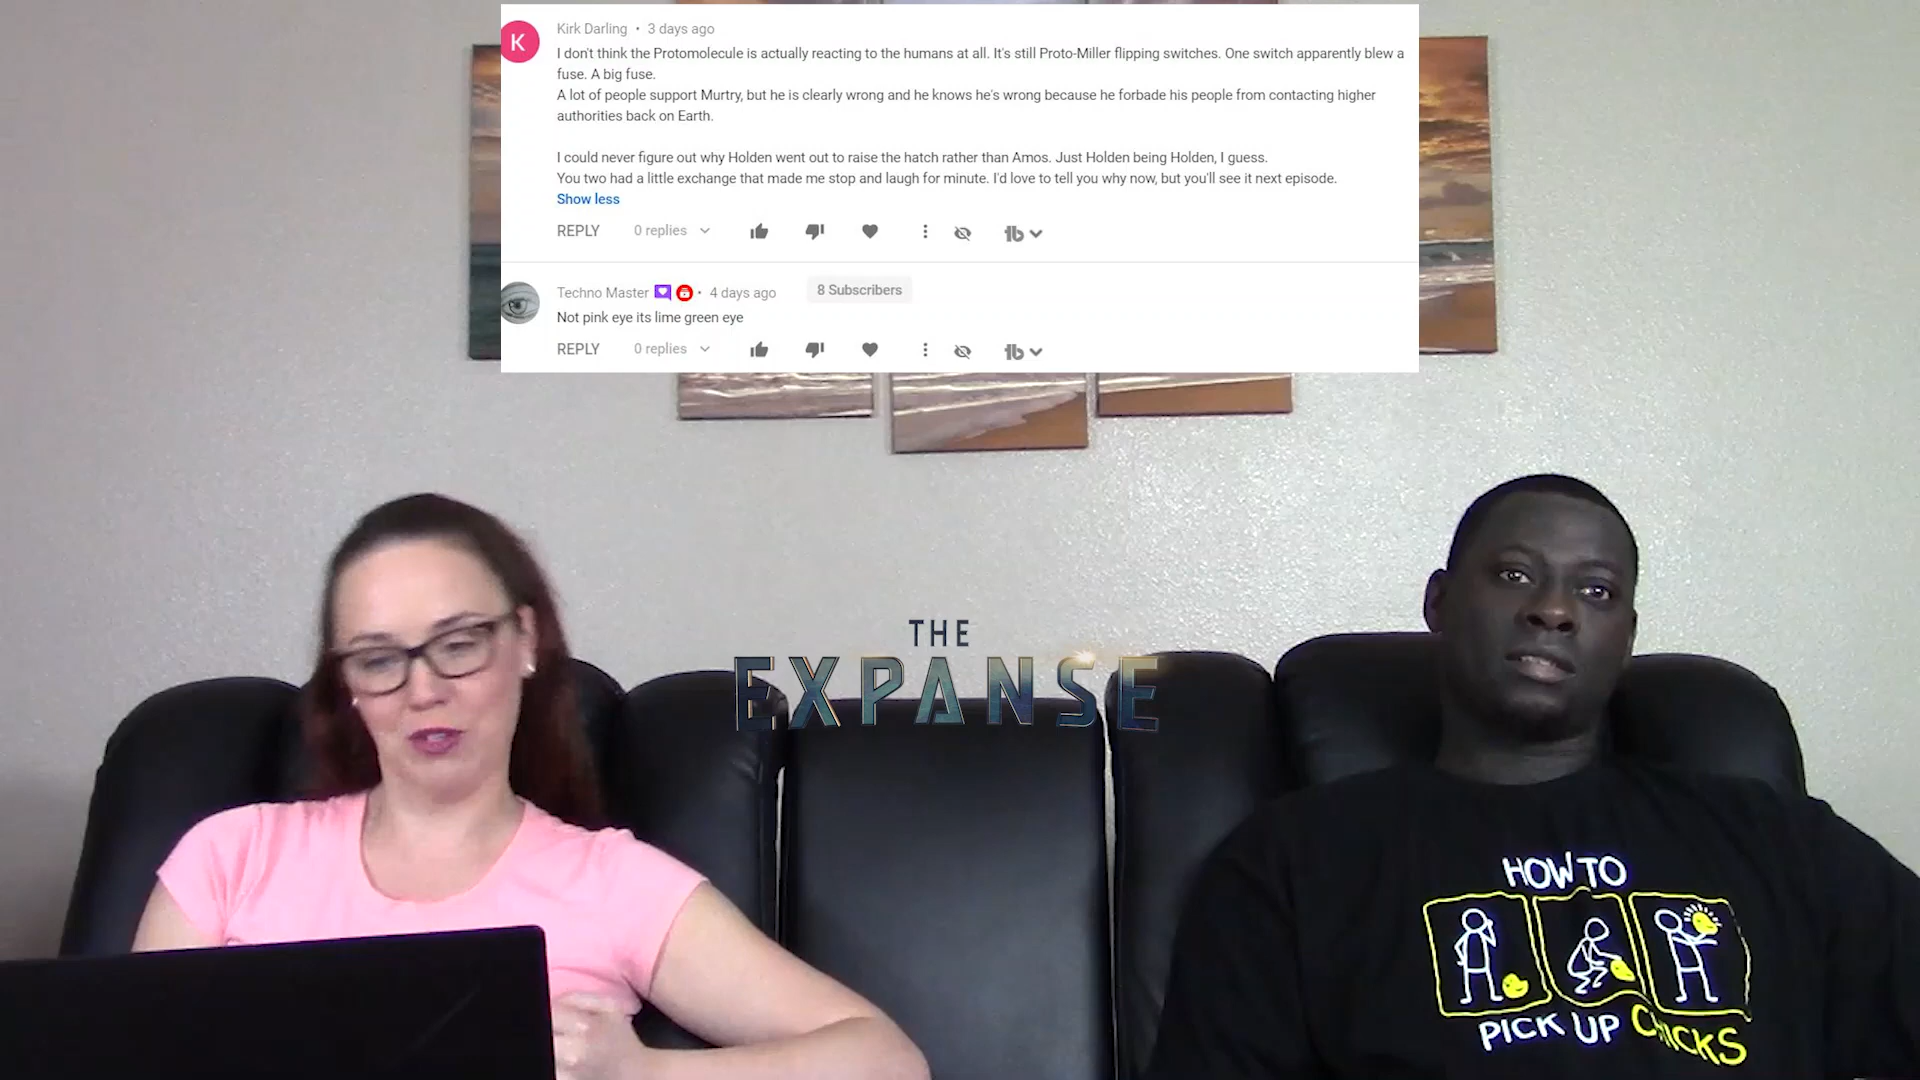 K
Kirk Darling • 3 days ago
I don't think the Protomolecule is actually reacting to the humans at all. It's still Proto-Miller flipping switches. One switch apparently blew a
fuse. A big fuse.
A lot of people support Murtry, but he is clearly wrong and he knows he's wrong because he forbade his people from contacting higher
authorities back on Earth.
I could never figure out why Holden went out to raise the hatch rather than Amos. Just Holden being Holden, I guess.
You two had a little exchange that made me stop and laugh for minute. I'd love to tell you why now, but you'll see it next episode.
Show less
REPLY 0 replies
Techno Master • 4 days ago 8 Subscribers
Not pink eye its lime green eye
REPLY 0 replies
THE
EXPANSE
HOW TO
PICK UP CHICKS